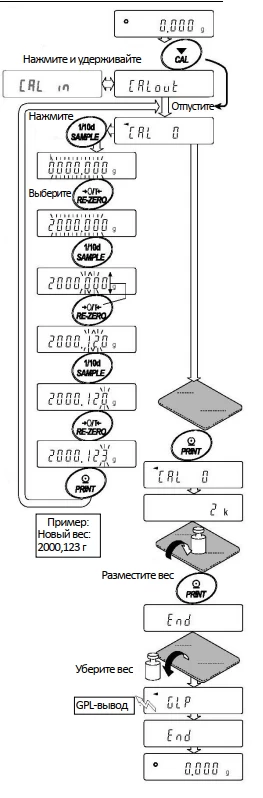 0,000 g
CAL
Нажмите и удерживайте
CAL in
CALout
Отпустите
Нажмите
1/10d
SAMPLE
CAL 0
0000,000 g
Выберите
→0/T←
RE-ZERO
2000,000 g
1/10d
SAMPLE
2000,000 g
→0/T←
RE-ZERO
2000,120 g
1/10d
SAMPLE
2000,120 g
→0/T←
RE-ZERO
2000,123 g
PRINT
Пример:
Новый вес:
2000,123 г
PRINT
CAL 0
2 k
Разместите вес
PRINT
End
Уберите вес
GPL-вывод
GLP
End
0,000 g